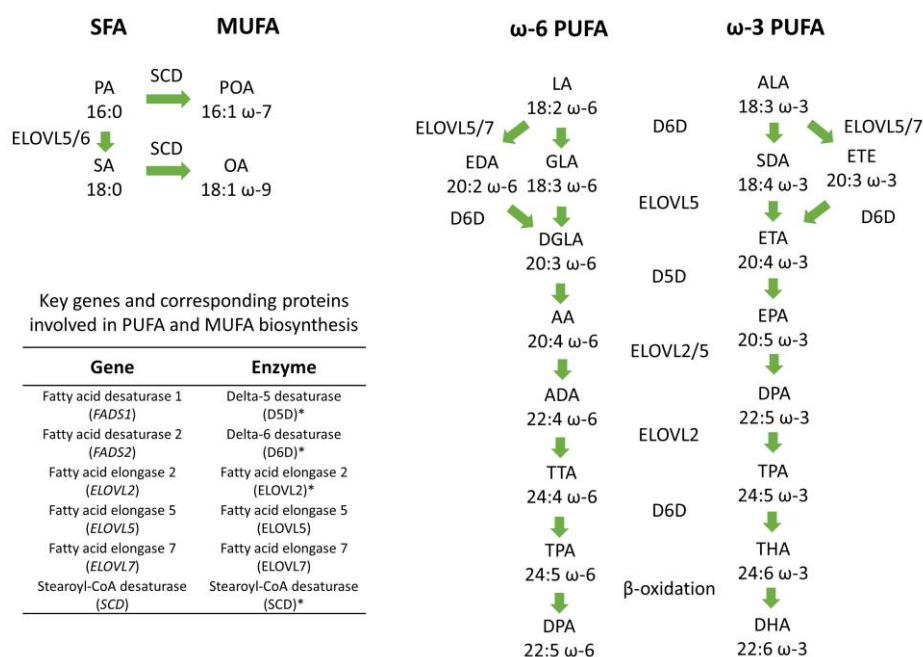 SFA
MUFA
PA
16:0
SCD
POA
16:1 ω-7
ELOVL5/6
SA
18:0
SCD
OA
18:1 ω-9
Key genes and corresponding proteins
involved in PUFA and MUFA biosynthesis
Gene
Enzyme
Fatty acid desaturase 1
(FADS1)
Delta-5 desaturase
(D5D)*
Fatty acid desaturase 2
(FADS2)
Delta-6 desaturase
(D6D)*
Fatty acid elongase 2
(ELOVL2)
Fatty acid elongase 2
(ELOVL2)*
Fatty acid elongase 5
(ELOVL5)
Fatty acid elongase 5
(ELOVL5)
Fatty acid elongase 7
(ELOVL7)
Fatty acid elongase 7
(ELOVL7)
Stearoyl-CoA desaturase
(SCD)
Stearoyl-CoA desaturase
(SCD)*
ω-6 PUFA
LA
18:2 ω-6
ELOVL5/7
EDA
20:2 ω-6
GLA
18:3 ω-6
D6D
DGLA
20:3 ω-6
AA
20:4 ω-6
ADA
22:4 ω-6
TTA
24:4 ω-6
TPA
24:5 ω-6
DPA
22:5 ω-6
D6D
ELOVL5
D5D
ELOVL2/5
ELOVL2
D6D
β-oxidation
ω-3 PUFA
ALA
18:3 ω-3
ELOVL5/7
SDA
18:4 ω-3
ETE
20:3 ω-3
D6D
ETA
20:4 ω-3
EPA
20:5 ω-3
DPA
22:5 ω-3
TPA
24:5 ω-3
THA
24:6 ω-3
DHA
22:6 ω-3